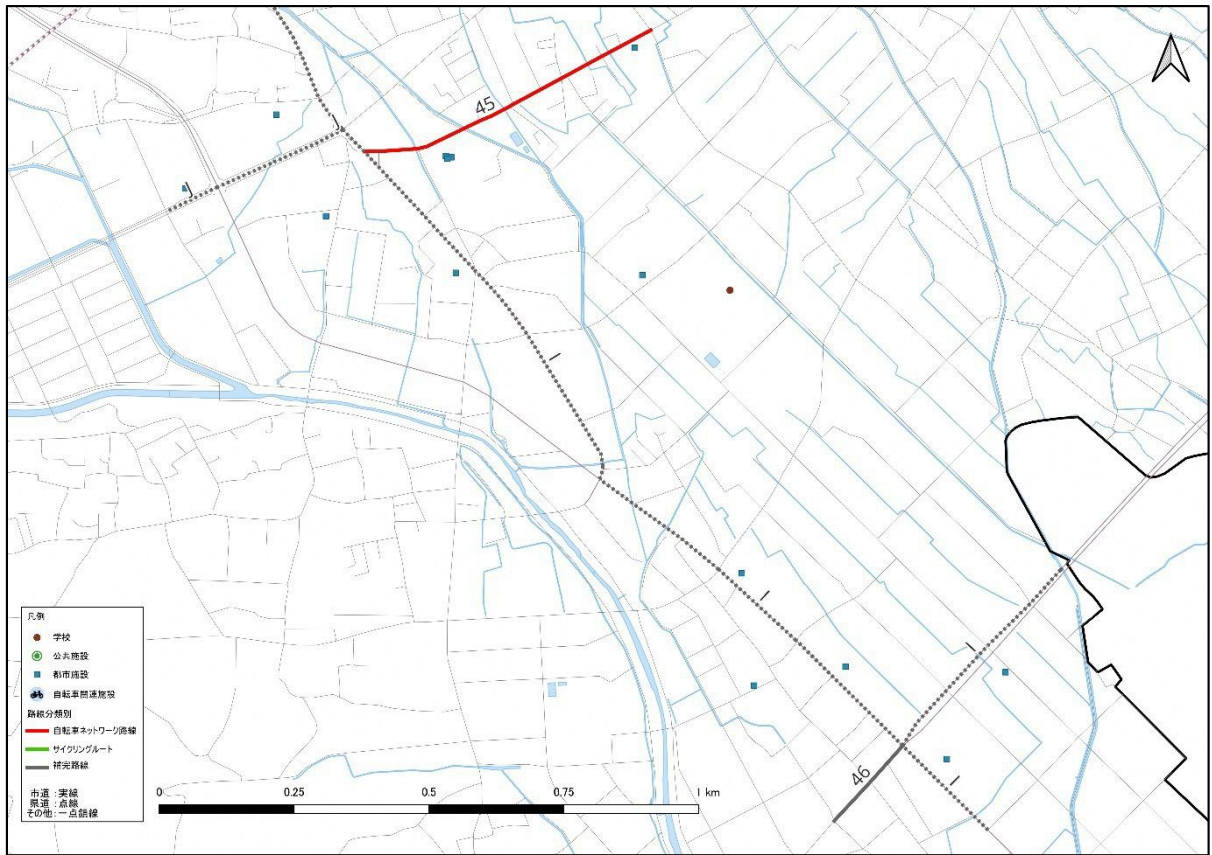 45
凡例
学校
公共施設
都市施設
自転車関連施設
路線分類別
自転車ネットワーク路線
サイクリングルート
補完路線
市道:実線
県道:点線
その他:一点鎖線
0 0.25 0.5 0.75 1 km
46